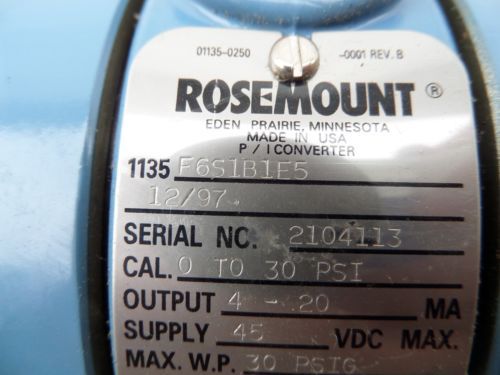 01135-0250 -0001 REV. B
ROSEMOUNT ®
EDEN PRAIRIE, MINNESOTA
MADE IN USA
P / I CONVERTER
1135 F6S1B1E5
12/97
SERIAL NO. 2104113
CAL. 0 TO 30 PSI
OUTPUT 4 - 20 MA
SUPPLY 45 VDC MAX.
MAX. W.P. 30 PSIG